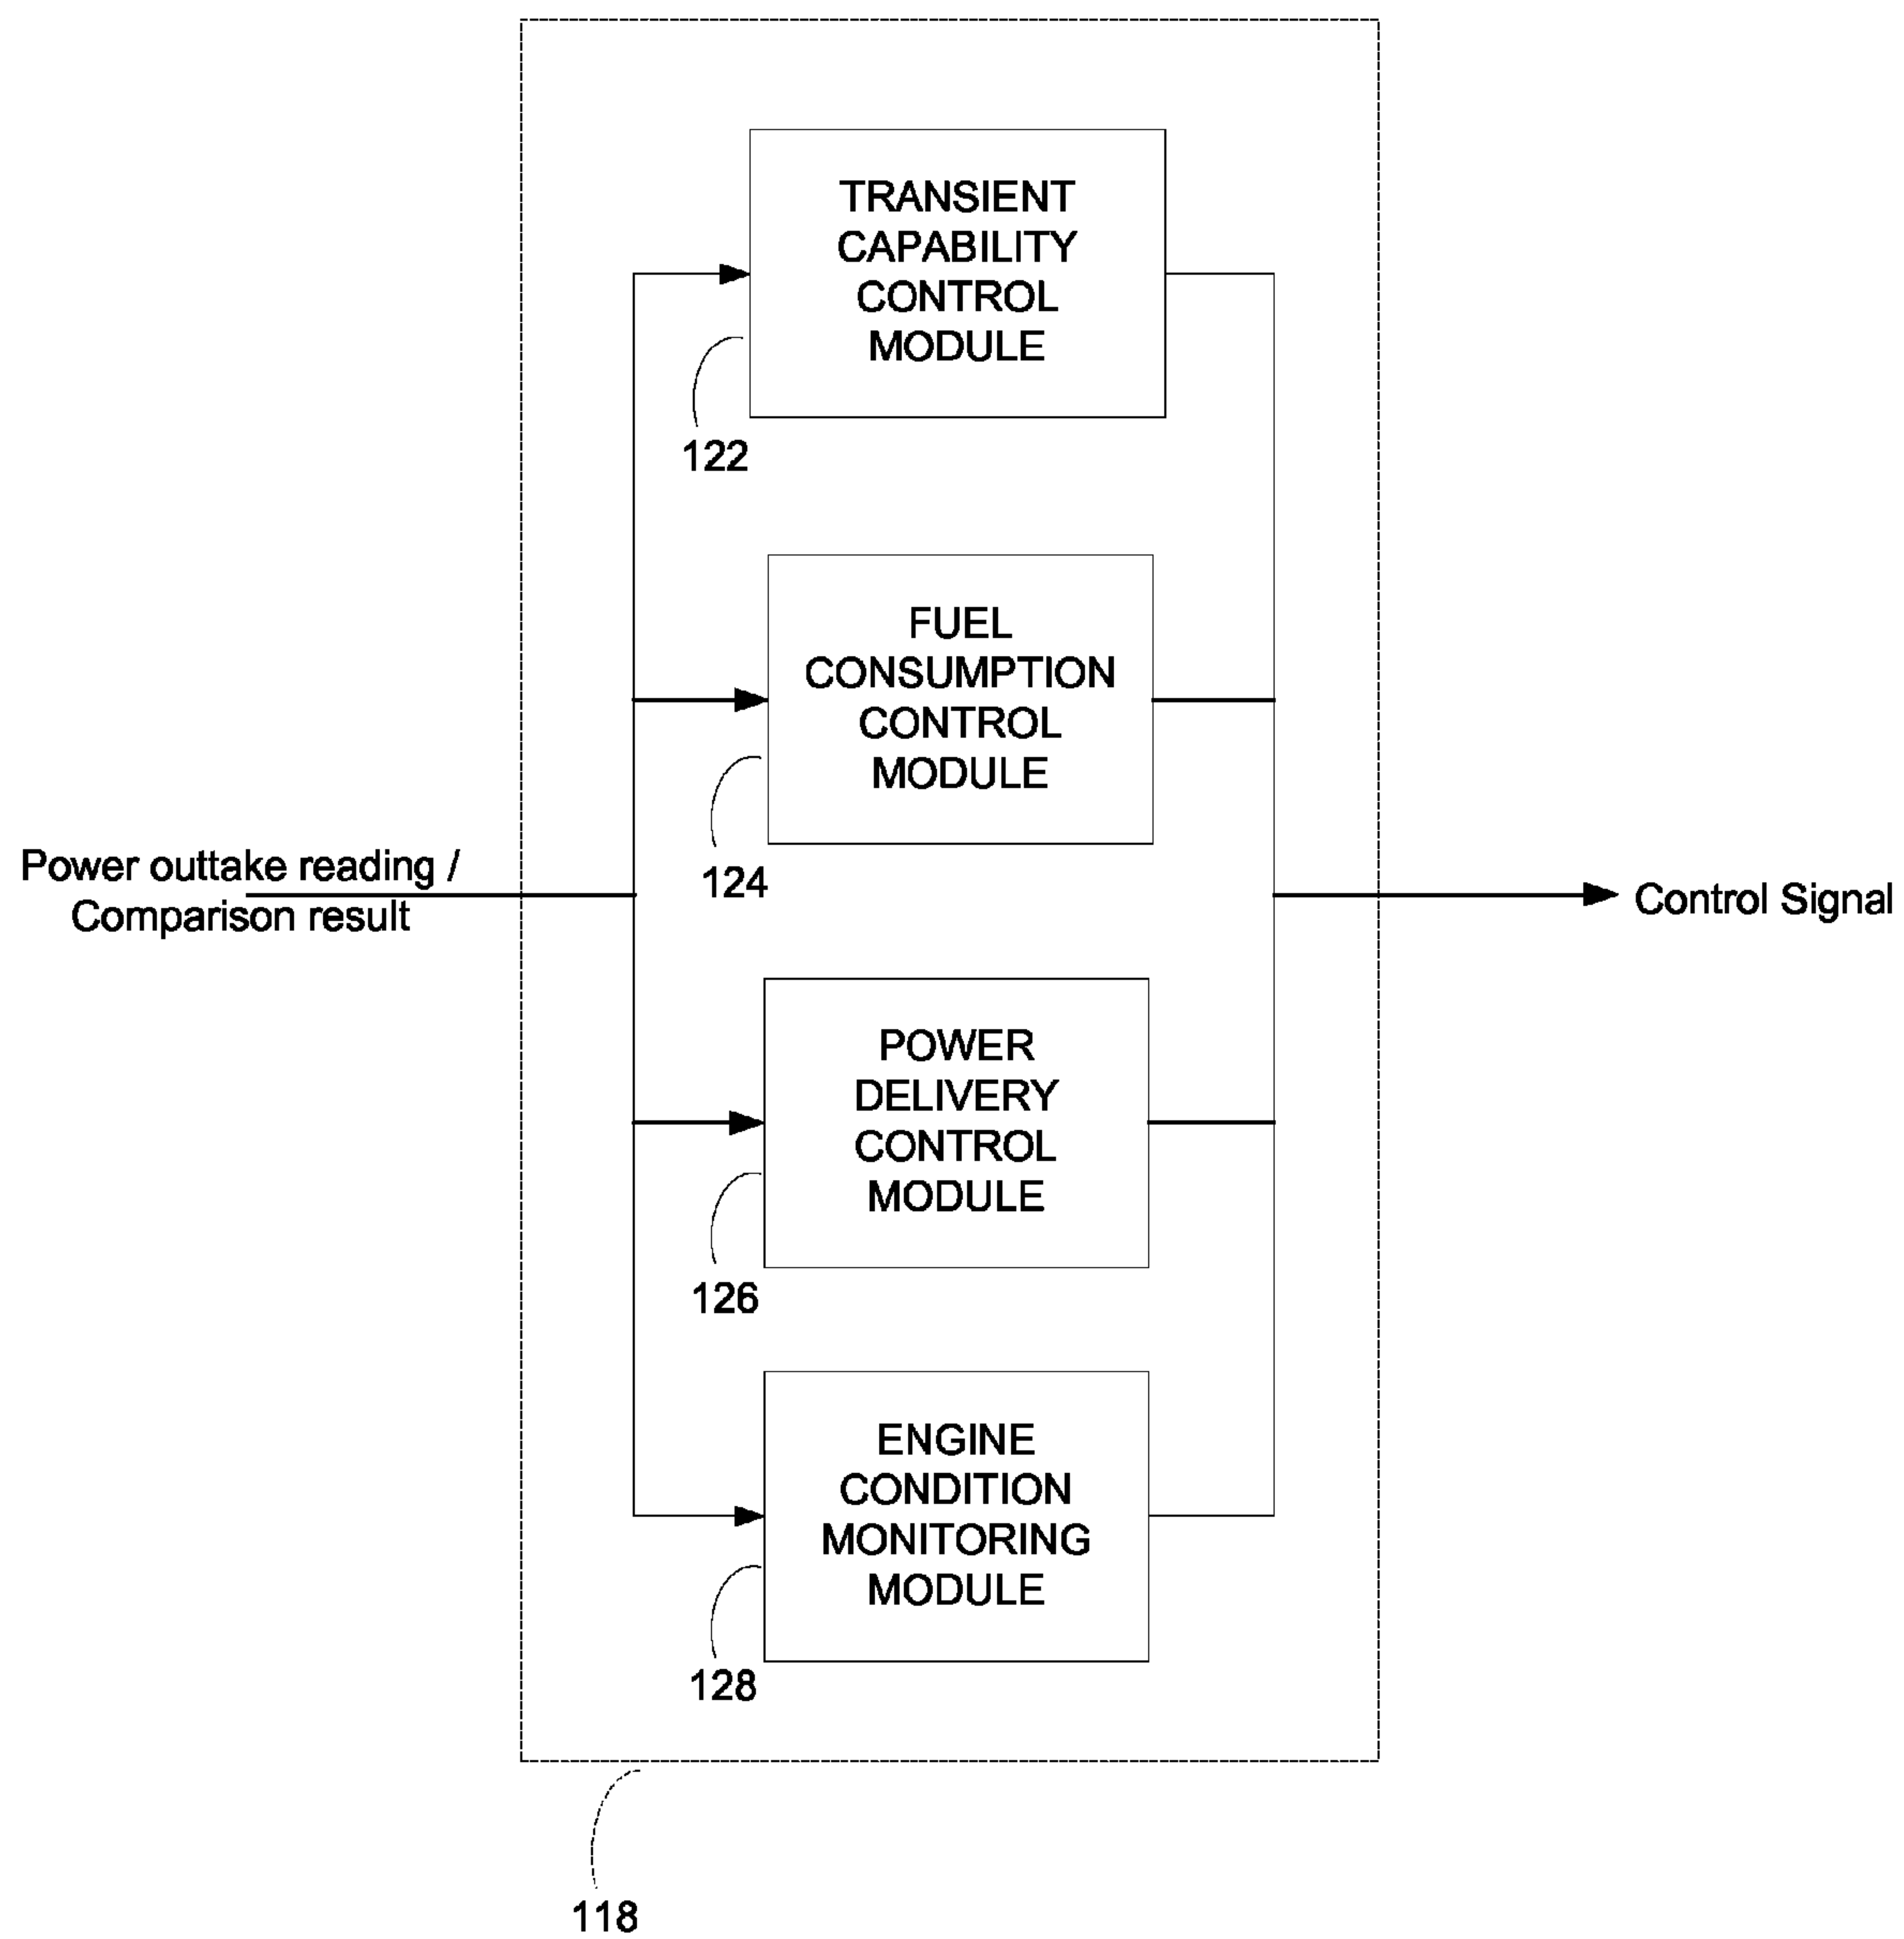 TRANSIENT
CAPABILITY
CONTROL
MODULE
122
FUEL
CONSUMPTION
CONTROL
MODULE
124
Power outtake reading /
Comparison result
Control Signal
POWER
DELIVERY
CONTROL
MODULE
126
ENGINE
CONDITION
MONITORING
MODULE
128
118